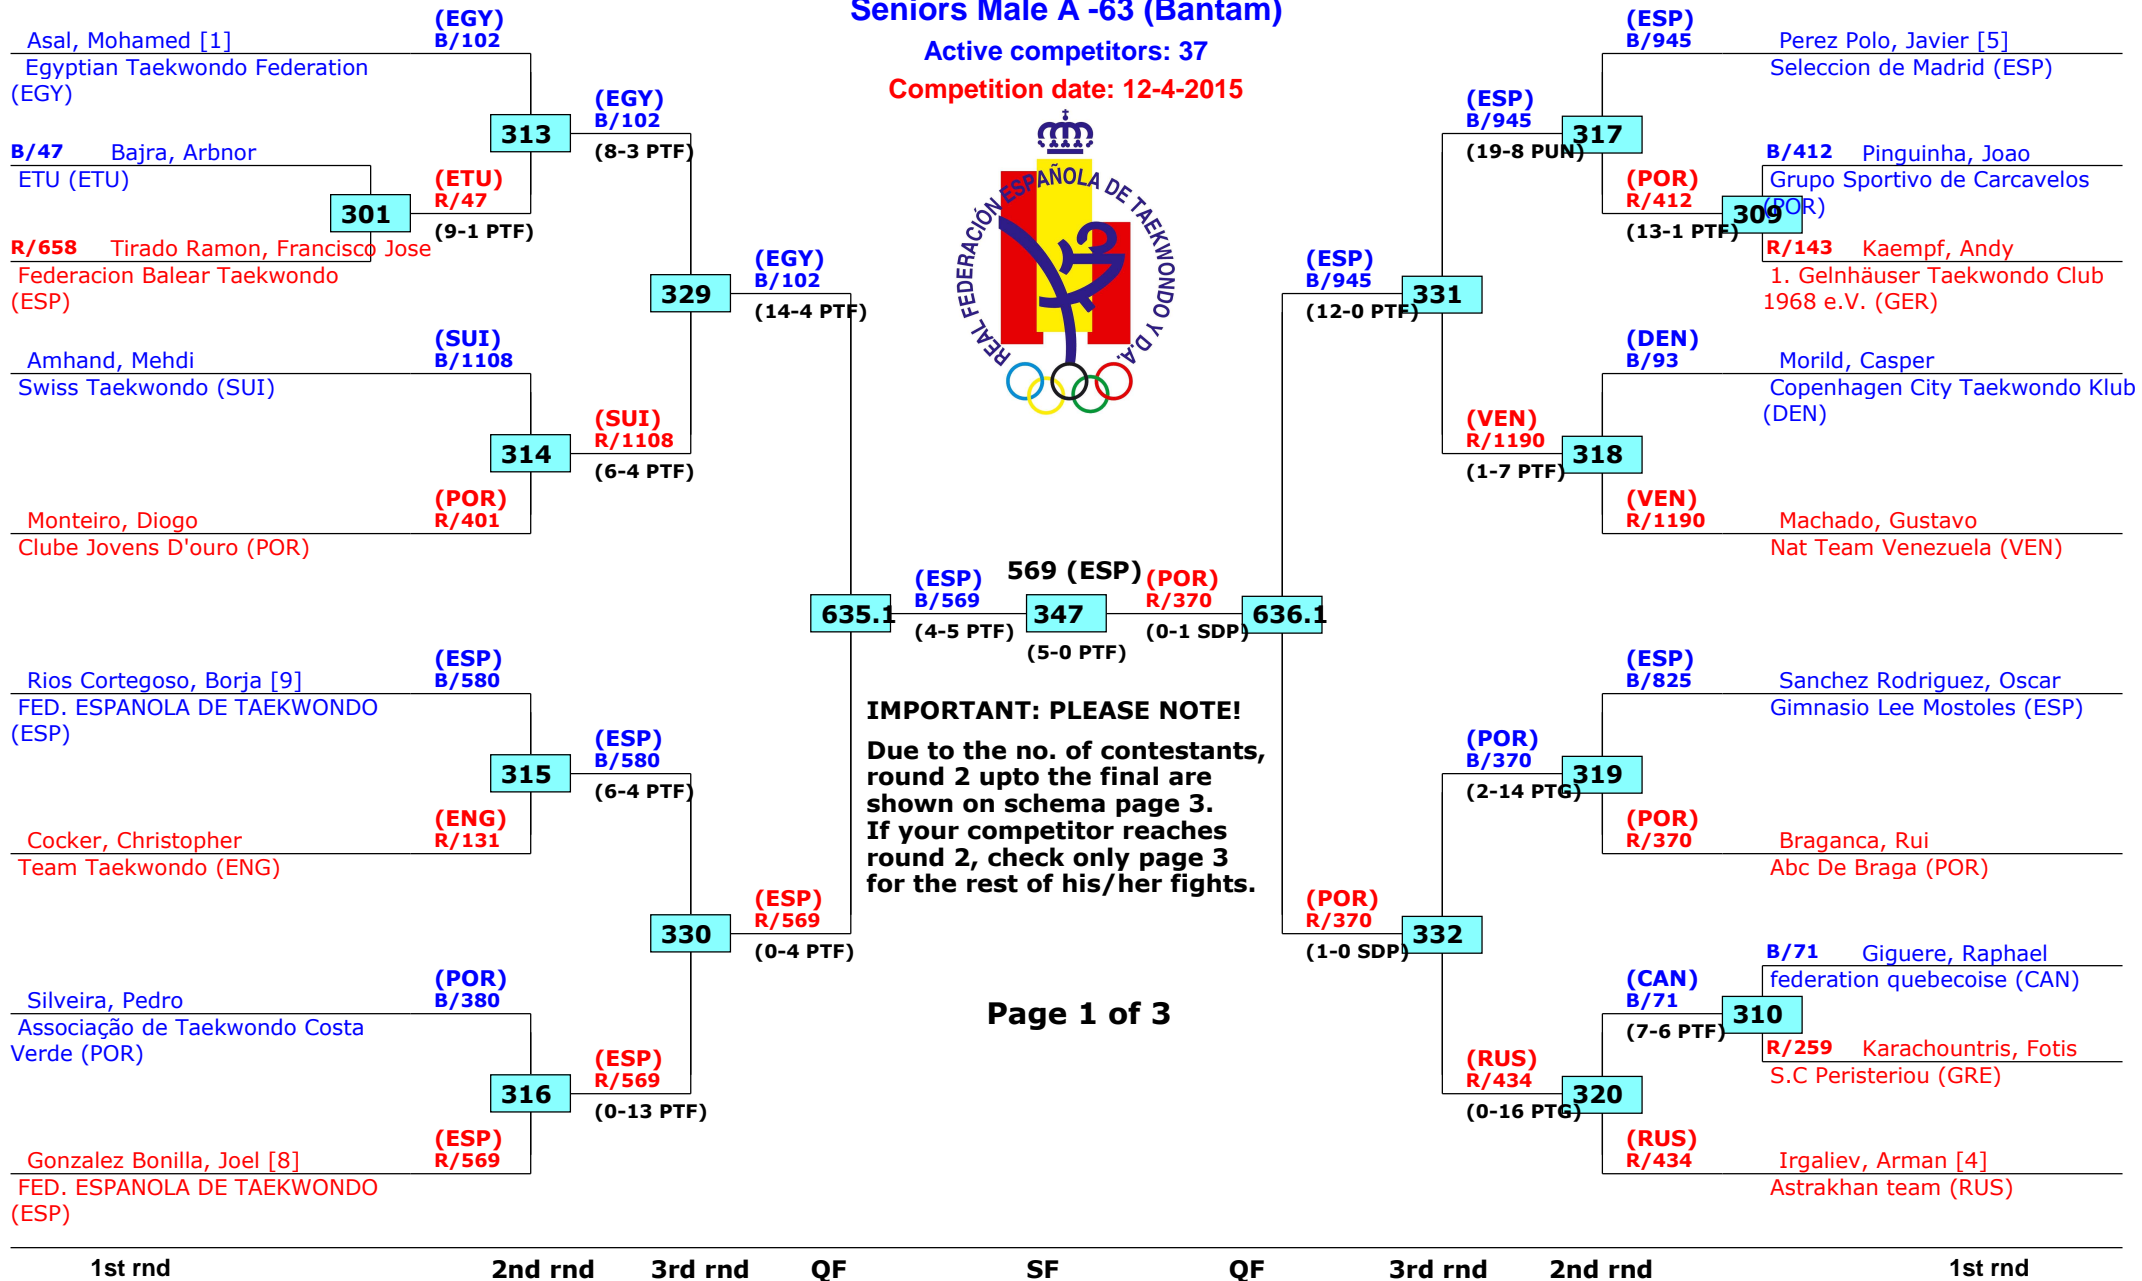 Seniors Male A -63 (Bantam)
Active competitors: 37
Competition date: 12-4-2015
REAL FEDERACIÓN ESPAÑOLA DE TAEKWONDO Y D.A.
Asal, Mohamed [1]
Egyptian Taekwondo Federation
(EGY)
(EGY)
B/102
B/47 Bajra, Arbnor
ETU (ETU)
301
R/658 Tirado Ramon, Francisco Jose
Federacion Balear Taekwondo
(ESP)
(ETU)
R/47
(9-1 PTF)
313
(EGY)
B/102
(8-3 PTF)
Amhand, Mehdi
Swiss Taekwondo (SUI)
(SUI)
B/1108
314
(SUI)
R/1108
(6-4 PTF)
Monteiro, Diogo
Clube Jovens D'ouro (POR)
(POR)
R/401
329
(EGY)
B/102
(14-4 PTF)
Rios Cortegoso, Borja [9]
FED. ESPANOLA DE TAEKWONDO
(ESP)
(ESP)
B/580
315
(ESP)
B/580
(6-4 PTF)
Cocker, Christopher
Team Taekwondo (ENG)
(ENG)
R/131
330
(ESP)
R/569
(0-4 PTF)
Silveira, Pedro
Associação de Taekwondo Costa
Verde (POR)
(POR)
B/380
316
(ESP)
R/569
(0-13 PTF)
Gonzalez Bonilla, Joel [8]
FED. ESPANOLA DE TAEKWONDO
(ESP)
(ESP)
R/569
635.1
(ESP)
B/569
(4-5 PTF)
569 (ESP)
347
(5-0 PTF)
(POR)
R/370
(0-1 SDP)
636.1
IMPORTANT: PLEASE NOTE!
Due to the no. of contestants,
round 2 upto the final are
shown on schema page 3.
If your competitor reaches
round 2, check only page 3
for the rest of his/her fights.
Page 1 of 3
(ESP)
B/945
Perez Polo, Javier [5]
Seleccion de Madrid (ESP)
(ESP)
B/945
(19-8 PUN)
317
B/412 Pinguinha, Joao
Grupo Sportivo de Carcavelos
(POR)
(POR)
R/412
(13-1 PTF)
309
R/143 Kaempf, Andy
1. Gelnhäuser Taekwondo Club
1968 e.V. (GER)
(ESP)
B/945
(12-0 PTF)
331
(DEN)
B/93
Morild, Casper
Copenhagen City Taekwondo Klub
(DEN)
(VEN)
R/1190
(1-7 PTF)
318
(VEN)
R/1190
Machado, Gustavo
Nat Team Venezuela (VEN)
(ESP)
B/825
Sanchez Rodriguez, Oscar
Gimnasio Lee Mostoles (ESP)
(POR)
B/370
(2-14 PTG)
319
(POR)
R/370
Braganca, Rui
Abc De Braga (POR)
(POR)
R/370
(1-0 SDP)
332
B/71 Giguere, Raphael
federation quebecoise (CAN)
(CAN)
B/71
(7-6 PTF)
310
R/259 Karachountris, Fotis
S.C Peristeriou (GRE)
(RUS)
R/434
(0-16 PTG)
320
(RUS)
R/434
Irgaliev, Arman [4]
Astrakhan team (RUS)
1st rnd 2nd rnd 3rd rnd QF SF QF 3rd rnd 2nd rnd 1st rnd